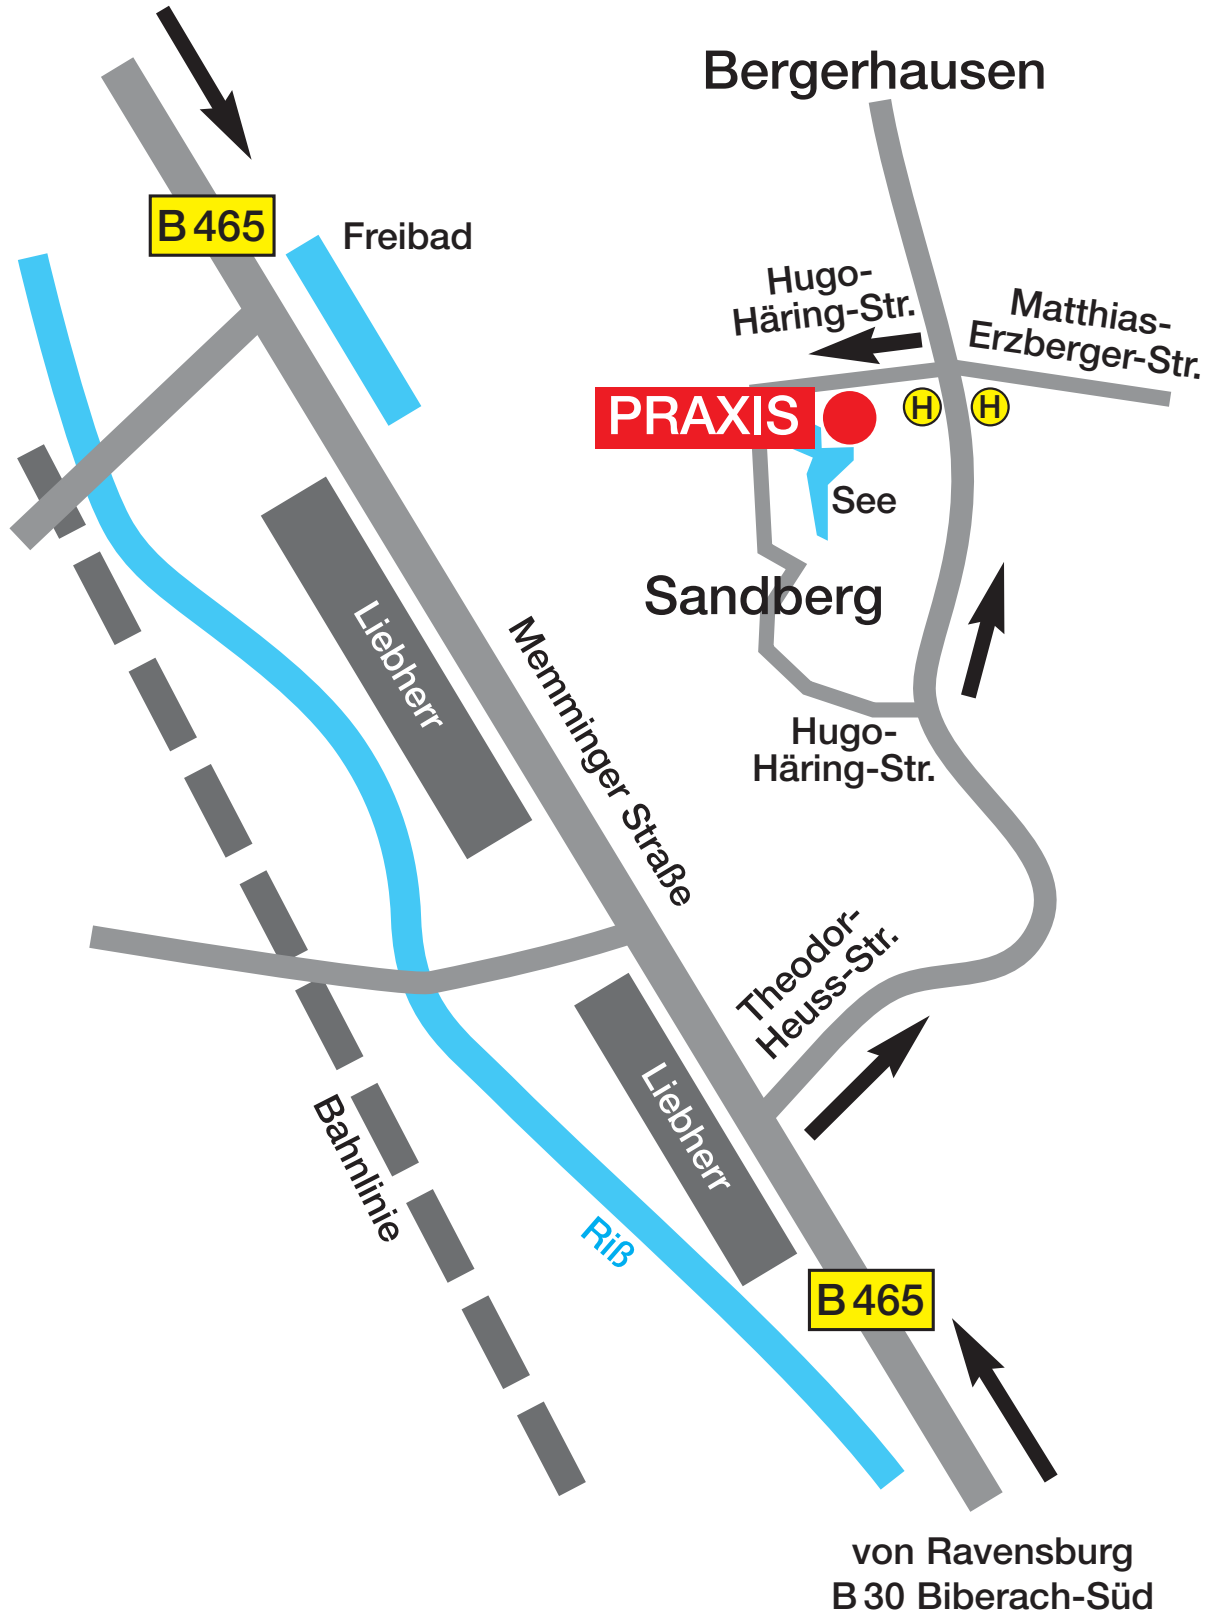 Bergerhausen
B 465
Freibad
Hugo-
Häring-Str.
Matthias-
Erzberger-Str.
PRAXIS
H
H
See
Sandberg
Liebherr
Memminger Straße
Hugo-
Häring-Str.
Theodor-
Heuss-Str.
Liebherr
Bahnlinie
Riß
B 465
von Ravensburg
B 30 Biberach-Süd